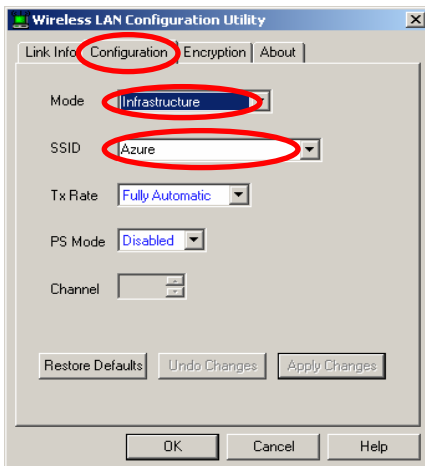 Wireless LAN Configuration Utility
Link Info Configuration Encryption About
Mode Infrastructure
SSID Azure
Tx Rate Fully Automatic
PS Mode Disabled
Channel
Restore Defaults Undo Changes Apply Changes
OK Cancel Help